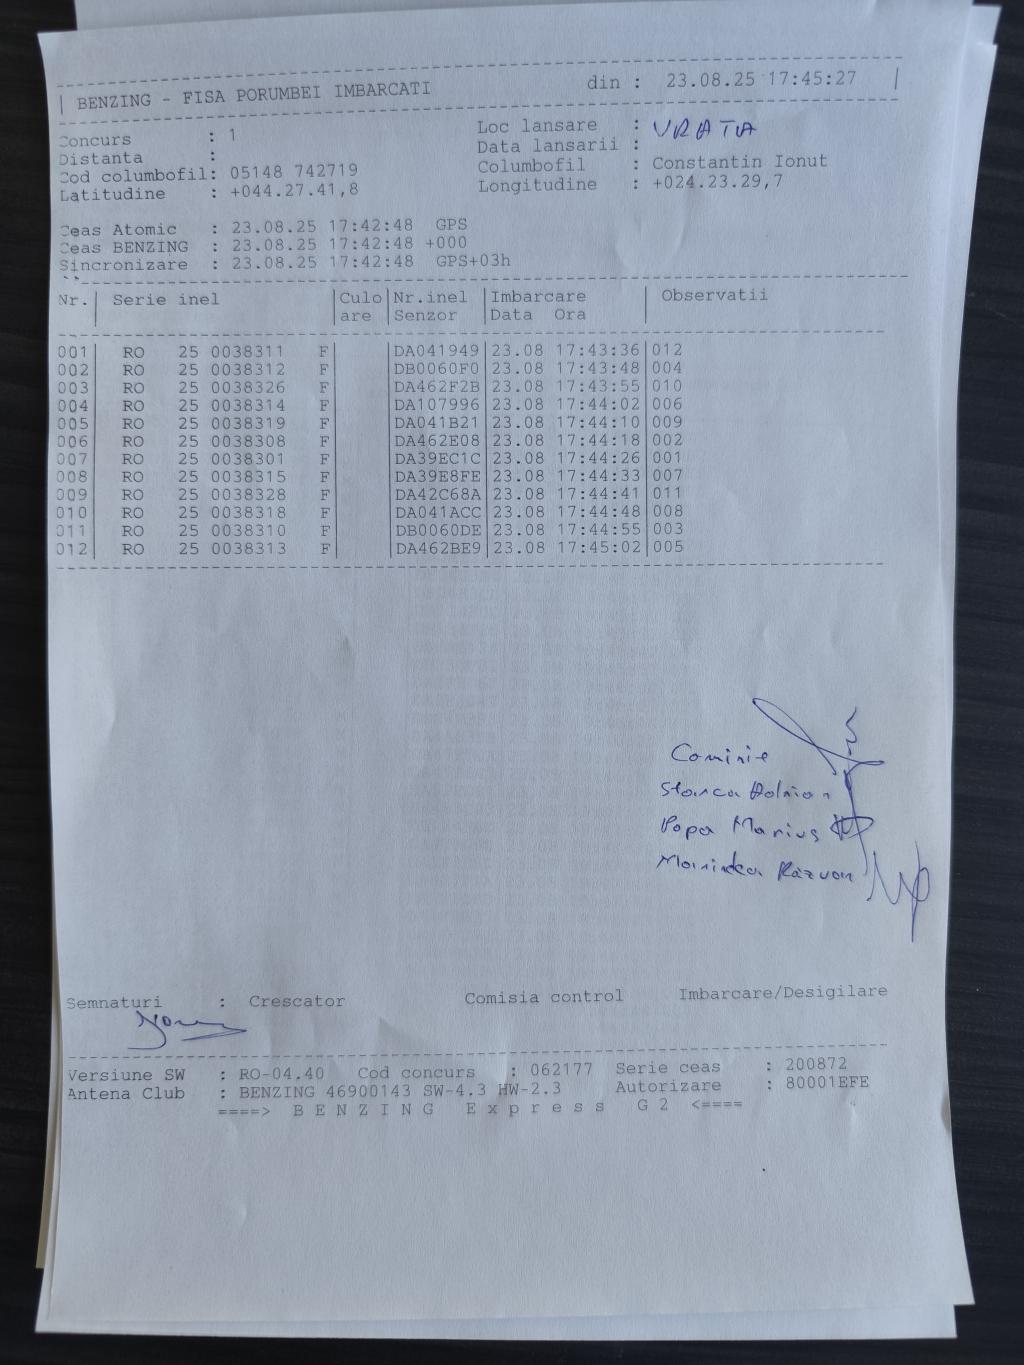 | BENZING - FISA PORUMBEI IMBARCATI din : 23.08.25 17:45:27 |
Concurs : 1 Loc lansare : VRATA
Distanta : Data lansarii :
Cod columbofil: 05148 742719 Columbofil : Constantin Ionut
Latitudine : +044.27.41,8 Longitudine : +024.23.29,7
Ceas Atomic : 23.08.25 17:42:48 GPS
Ceas BENZING : 23.08.25 17:42:48 +000
Sincronizare : 23.08.25 17:42:48 GPS+03h
Nr.| Serie inel |Culo|Nr.inel |Imbarcare | Observatii
| |are |Senzor |Data Ora |
001| RO 25 0038311 F| |DA041949|23.08 17:43:36|012
002| RO 25 0038312 F| |DB0060F0|23.08 17:43:48|004
003| RO 25 0038326 F| |DA462F2B|23.08 17:43:55|010
004| RO 25 0038314 F| |DA107996|23.08 17:44:02|006
005| RO 25 0038319 F| |DA041B21|23.08 17:44:10|009
006| RO 25 0038308 F| |DA462E08|23.08 17:44:18|002
007| RO 25 0038301 F| |DA39EC1C|23.08 17:44:26|001
008| RO 25 0038315 F| |DA39E8FE|23.08 17:44:33|007
009| RO 25 0038328 F| |DA42C68A|23.08 17:44:41|011
010| RO 25 0038318 F| |DA041ACC|23.08 17:44:48|008
011| RO 25 0038310 F| |DB0060DE|23.08 17:44:55|003
012| RO 25 0038313 F| |DA462BE9|23.08 17:45:02|005
Cominie
Stanca
Popa Marius
Razvan
Semnaturi : Crescator Comisia control Imbarcare/Desigilare
Versiune SW : RO-04.40 Cod concurs : 062177 Serie ceas : 200872
Antena Club : BENZING 46900143 SW-4.3 HW-2.3 Autorizare : 80001EFE
====> B E N Z I N G E x p r e s s G 2 <====